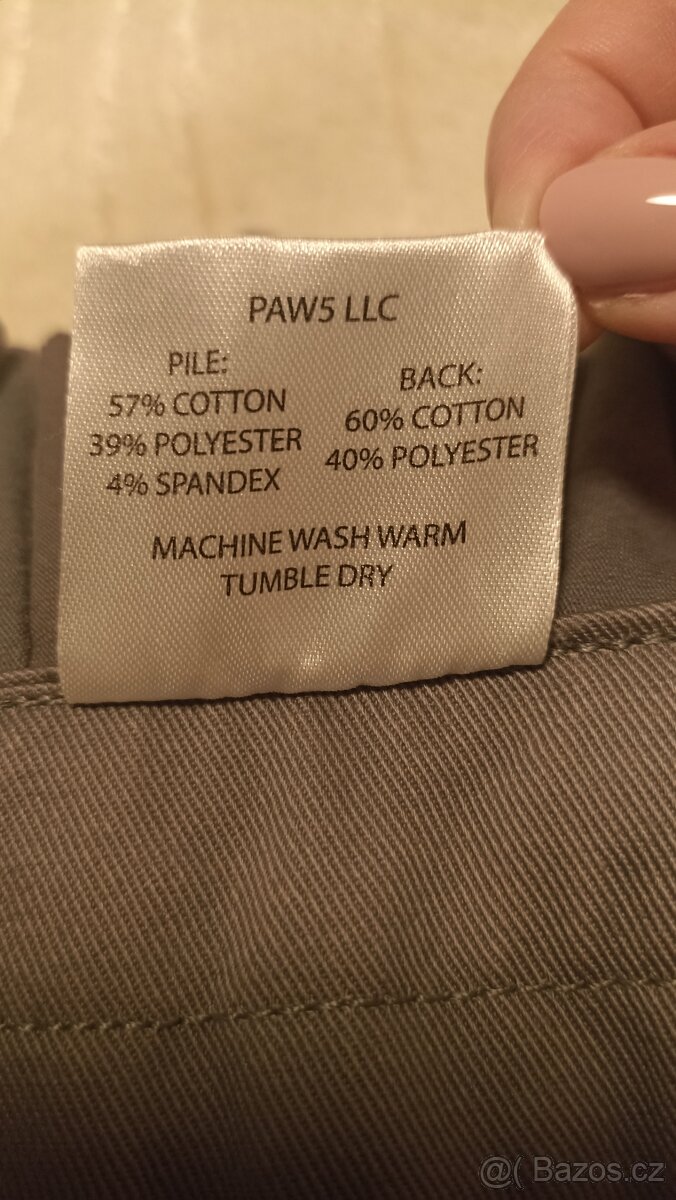 PAW5 LLC
PILE:
57% COTTON
39% POLYESTER
4% SPANDEX
BACK:
60% COTTON
40% POLYESTER
MACHINE WASH WARM
TUMBLE DRY
@( Bazos.cz